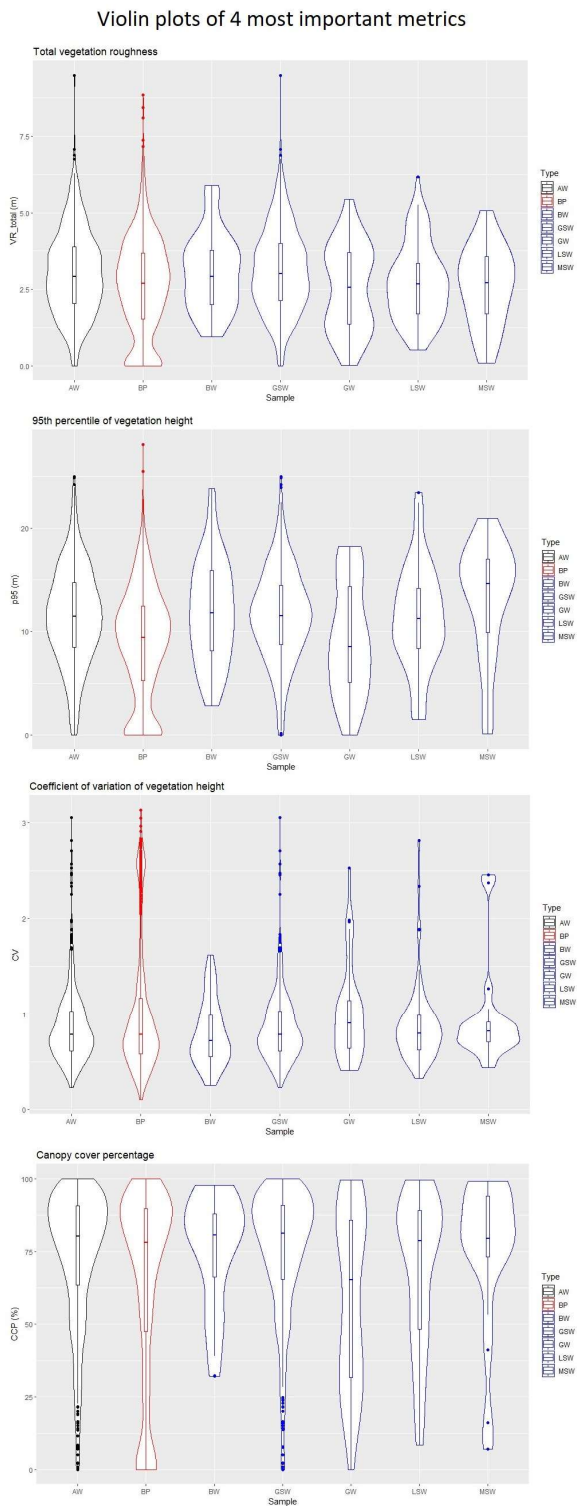 Violin plots of 4 most important metrics
Total vegetation roughness
VR_total (m)
7.5
5.0
2.5
0.0
AW BP BW GSW GW LSW MSW
Sample
Type
AW
BP
BW
GSW
GW
LSW
MSW
95th percentile of vegetation height
p95 (m)
20
10
0
AW BP BW GSW GW LSW MSW
Sample
Type
AW
BP
BW
GSW
GW
LSW
MSW
Coefficient of variation of vegetation height
CV
3
2
1
0
AW BP BW GSW GW LSW MSW
Sample
Type
AW
BP
BW
GSW
GW
LSW
MSW
Canopy cover percentage
CCP (%)
100
75
50
25
0
AW BP BW GSW GW LSW MSW
Sample
Type
AW
BP
BW
GSW
GW
LSW
MSW